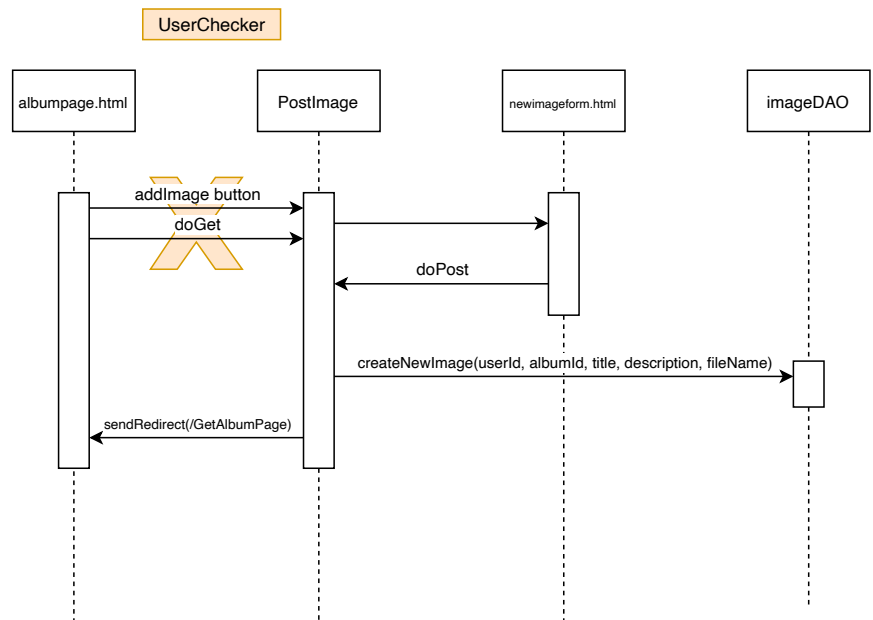 UserChecker
albumpage.html
PostImage
newimageform.html
imageDAO
addImage button
doGet
doPost
createNewImage(userId, albumId, title, description, fileName)
sendRedirect(/GetAlbumPage)